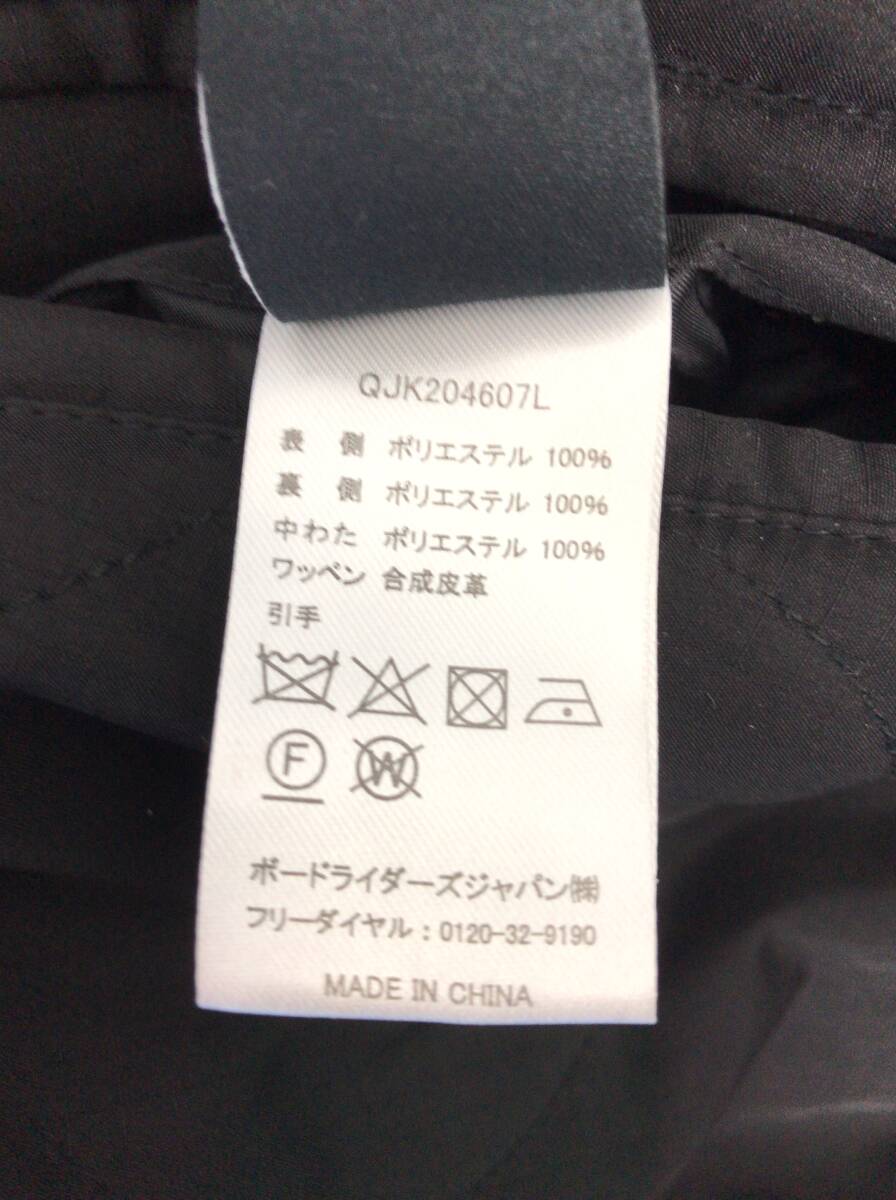 QJK204607L
表 側 ポリエステル 100%
裏 側 ポリエステル 100%
中わた ポリエステル 100%
ワッペン 合成皮革
引手
F W
ボードライダーズジャパン㈱
フリーダイヤル : 0120-32-9190
MADE IN CHINA